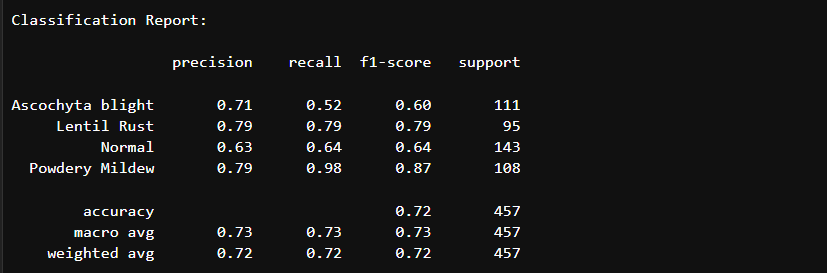 Classification Report:
precision recall f1-score support
Ascochyta blight 0.71 0.52 0.60 111
Lentil Rust 0.79 0.79 0.79 95
Normal 0.63 0.64 0.64 143
Powdery Mildew 0.79 0.98 0.87 108
accuracy 0.72 457
macro avg 0.73 0.73 0.73 457
weighted avg 0.72 0.72 0.72 457